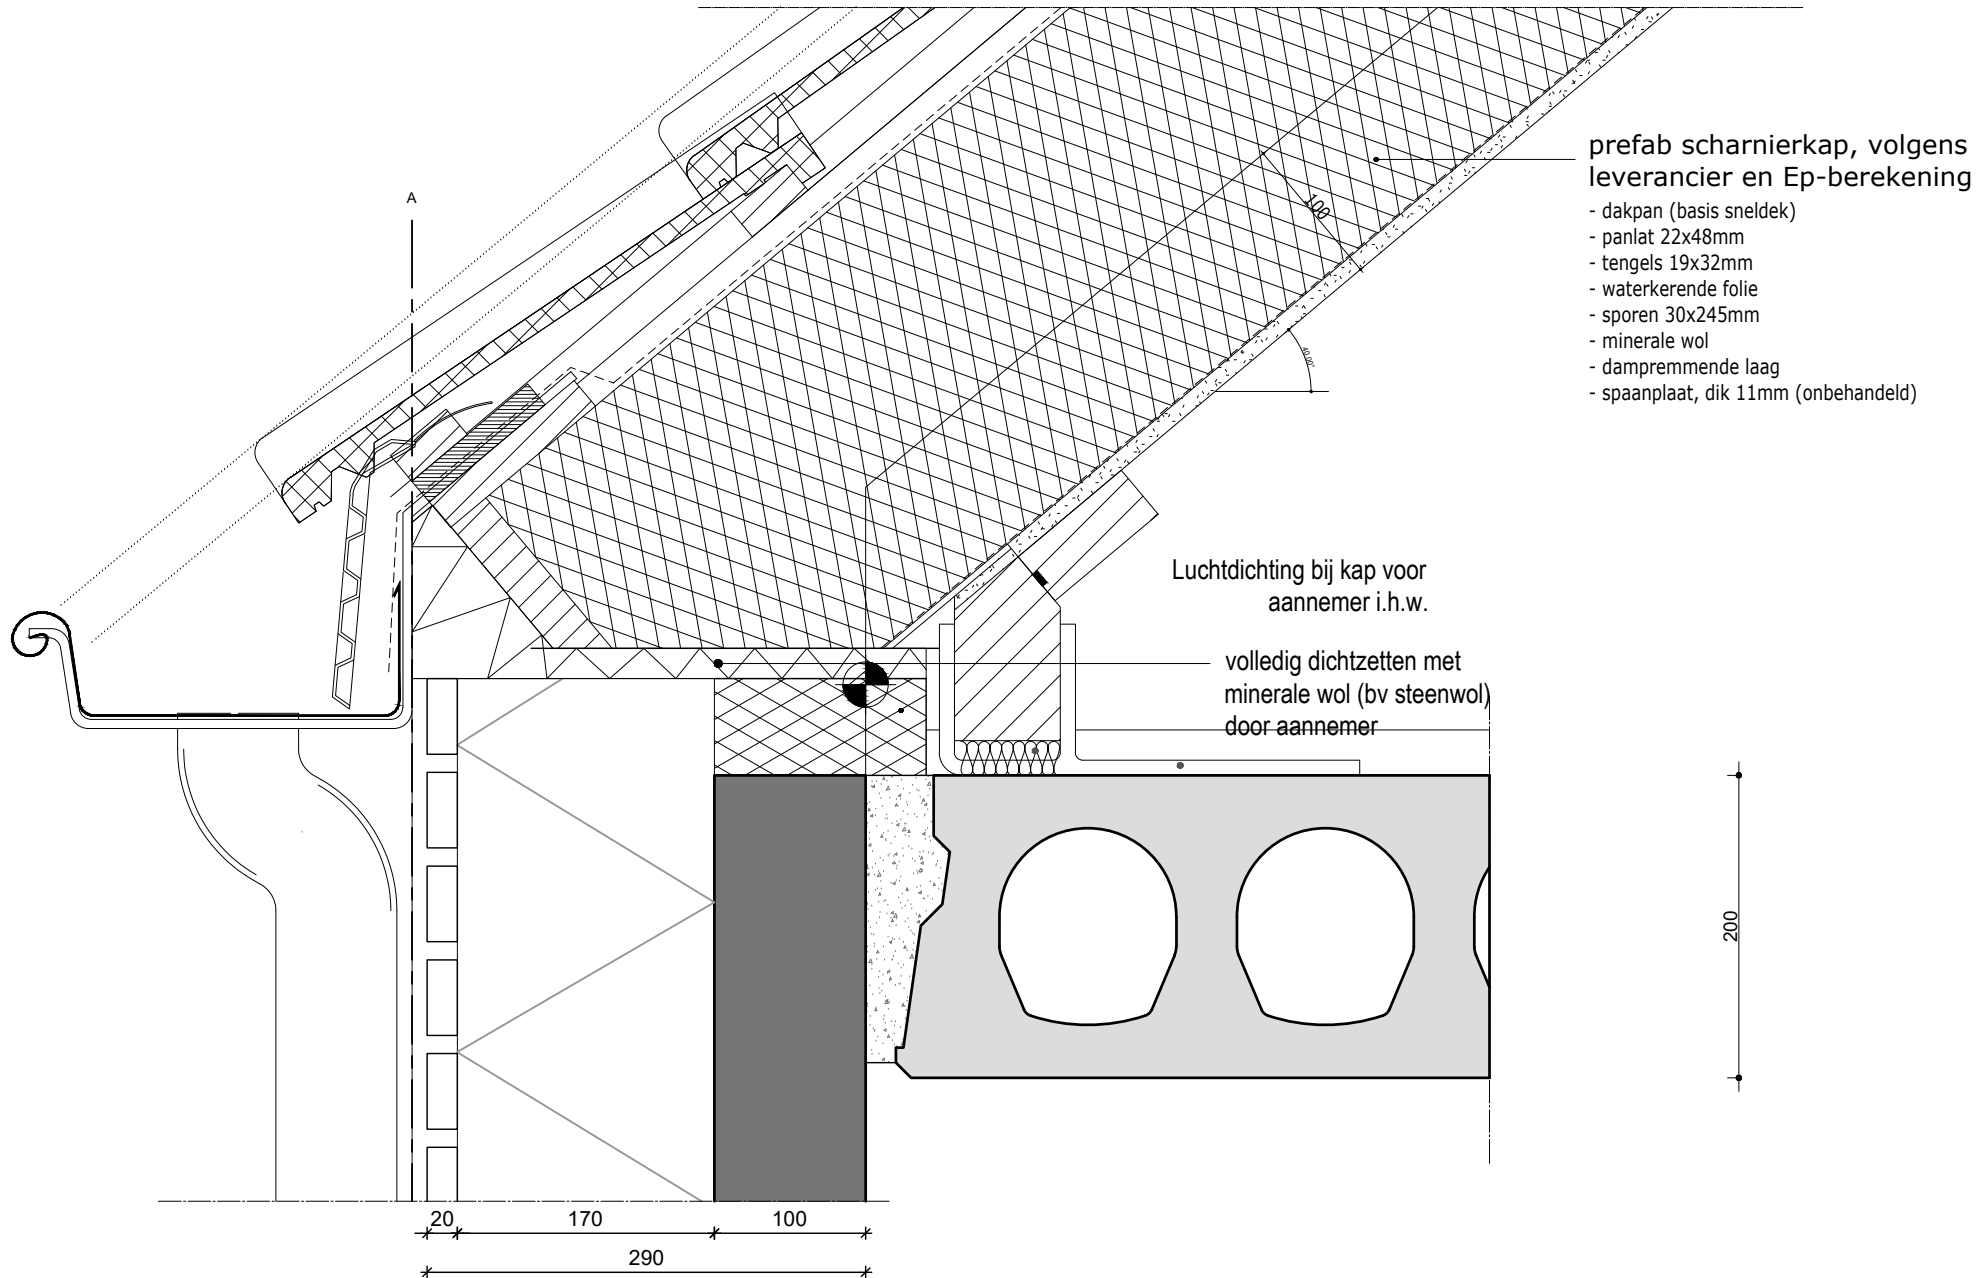 A
prefab scharnierkap, volgens
leverancier en Ep-berekening
- dakpan (basis sneldek)
- panlat 22x48mm
- tengels 19x32mm
- waterkerende folie
- sporen 30x245mm
- minerale wol
- dampremmende laag
- spaanplaat, dik 11mm (onbehandeld)
100
40.00°
Luchtdichting bij kap voor
aannemer i.h.w.
volledig dichtzetten met
minerale wol (bv steenwol)
door aannemer
200
20 170 100
290